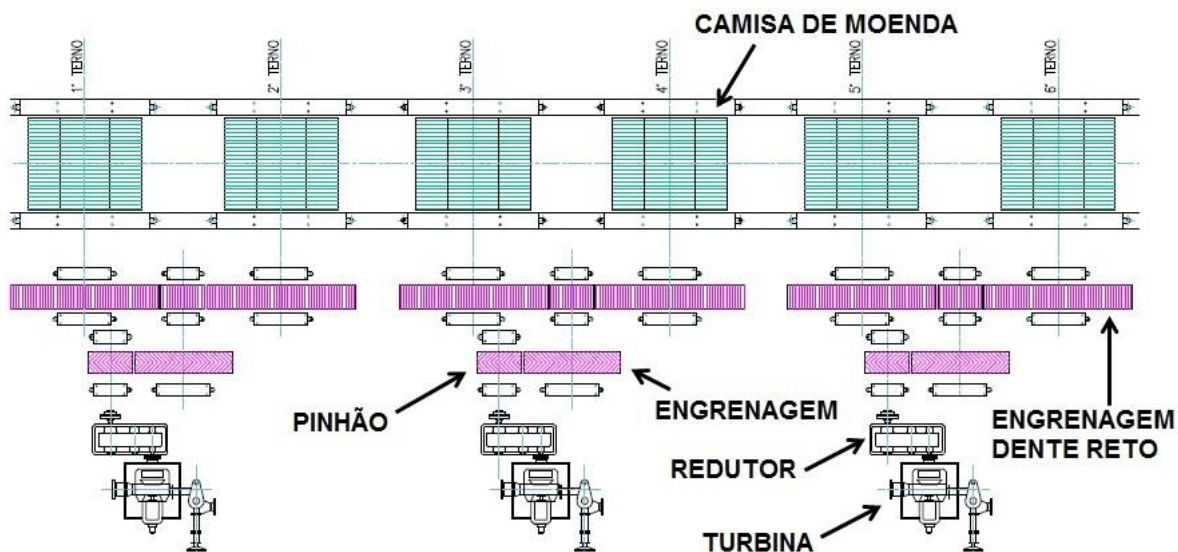 CAMISA DE MOENDA
1° TERNO
2° TERNO
3° TERNO
4° TERNO
5° TERNO
6° TERNO
PINHÃO
ENGRENAGEM
REDUTOR
TURBINA
ENGRENAGEM
DENTE RETO